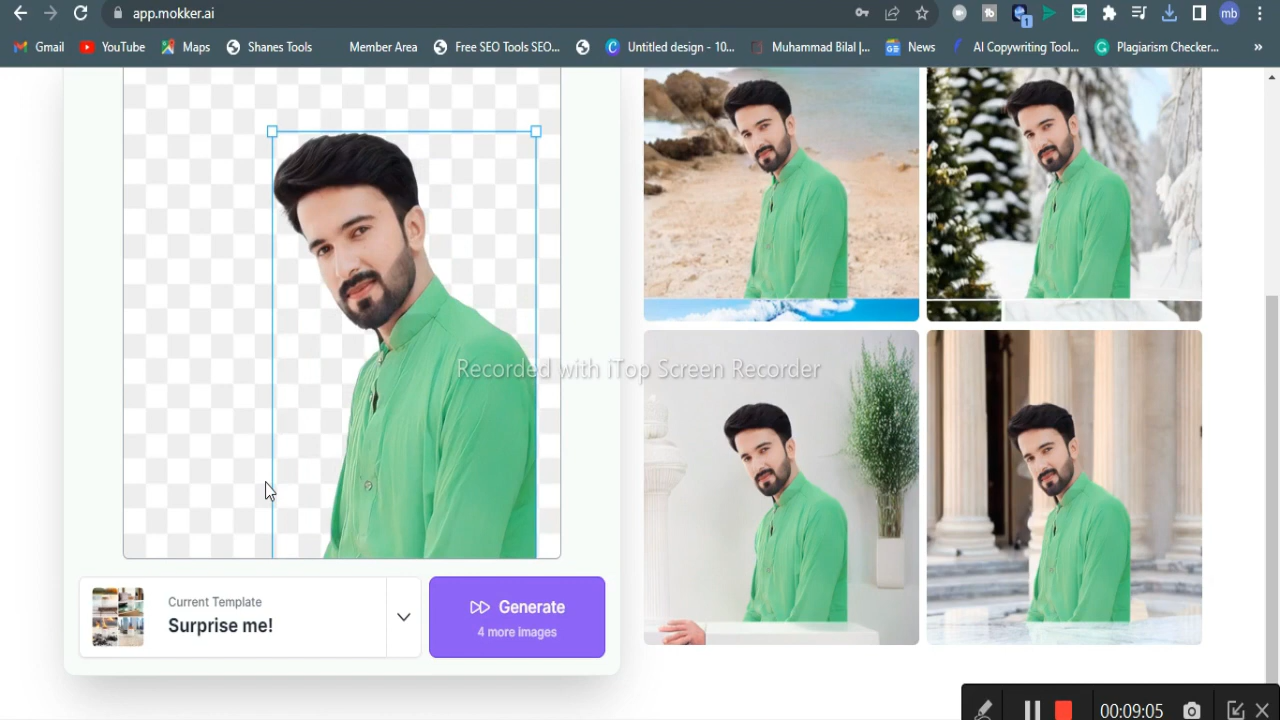 app.mokker.ai
mb
Gmail
YouTube
Maps
Shanes Tools
Member Area
Free SEO Tools SEO...
Untitled design - 10...
Muhammad Bilal |...
News
AI Copywriting Tool...
Plagiarism Checker...
»
Recorded with iTop Screen Recorder
Current Template
Surprise me!
Generate
4 more images
00:09:05